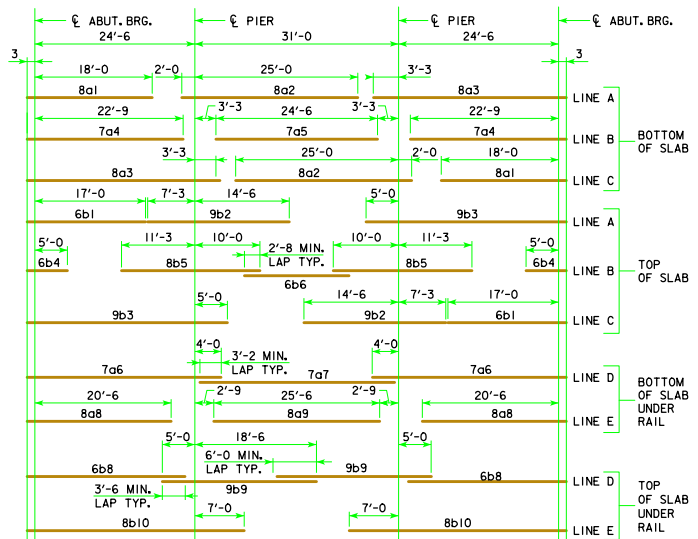 ℄ ABUT. BRG. ℄ PIER ℄ PIER ℄ ABUT. BRG.
24'-6 31'-0 24'-6
3 3
18'-0 2'-0 25'-0 3'-3
8a1 8a2 8a3 LINE A
22'-9 3'-3 24'-6 3'-3 22'-9
7a4 7a5 7a4 LINE B
BOTTOM
OF SLAB
3'-3 25'-0 2'-0 18'-0
8a3 8a2 8a1 LINE C
17'-0 7'-3 14'-6 5'-0
6b1 9b2 9b3 LINE A
5'-0 11'-3 10'-0 2'-8 MIN.
LAP TYP. 10'-0 11'-3 5'-0
6b4 8b5 6b6 8b5 6b4 LINE B
TOP
OF SLAB
5'-0 14'-6 7'-3 17'-0
9b3 9b2 6b1 LINE C
4'-0 3'-2 MIN.
LAP TYP. 4'-0
7a6 7a7 7a6 LINE D
20'-6 2'-9 25'-6 2'-9 20'-6
8a8 8a9 8a8 LINE E
BOTTOM
OF SLAB
UNDER
RAIL
5'-0 18'-6 5'-0
6'-0 MIN.
LAP TYP.
6b8 9b9 9b9 6b8 LINE D
3'-6 MIN.
LAP TYP.
7'-0 7'-0
8b10 8b10 LINE E
TOP
OF SLAB
UNDER
RAIL